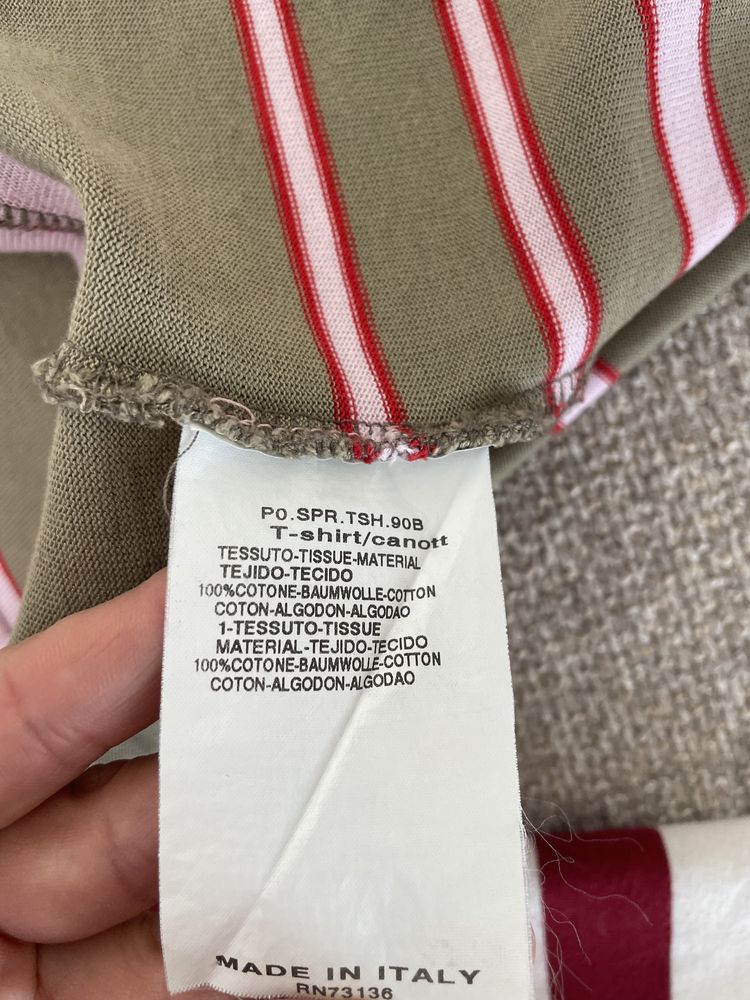 P0.SPR.TSH.90B
T-shirt/canott
TESSUTO-TISSUE-MATERIAL
TEJIDO-TECIDO
100%COTONE-BAUMWOLLE-COTTON
COTON-ALGODON-ALGODAO
1-TESSUTO-TISSUE
MATERIAL-TEJIDO-TECIDO
100%COTONE-BAUMWOLLE-COTTON
COTON-ALGODON-ALGODAO
MADE IN ITALY
RN73136